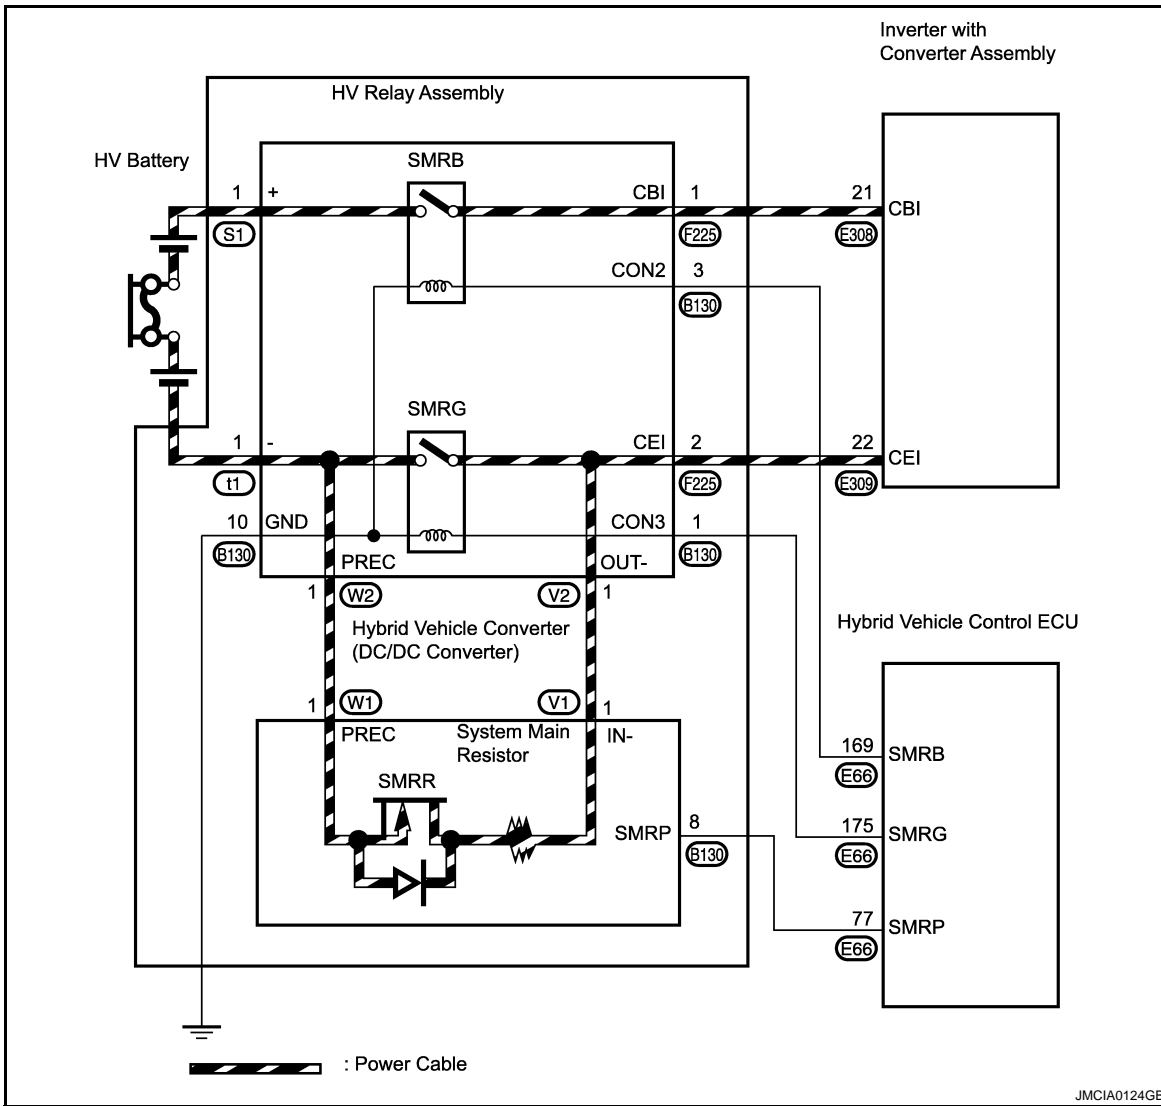 Inverter with
Converter Assembly
HV Relay Assembly
HV Battery
SMRB
1 + CBI 1 21 CBI
S1 F225 E308
CON2 3
B130
SMRG
1 - CEI 2 22 CEI
t1 F225 E309
10 GND CON3 1
B130 B130
PREC OUT-
1 W2 V2 1
Hybrid Vehicle Converter
(DC/DC Converter)
Hybrid Vehicle Control ECU
1 W1 V1 1
PREC System Main IN-
Resistor
169 SMRB
E66
SMRR
SMRP 8 175 SMRG
B130 E66
77 SMRP
E66
: Power Cable
JMCIA0124GB